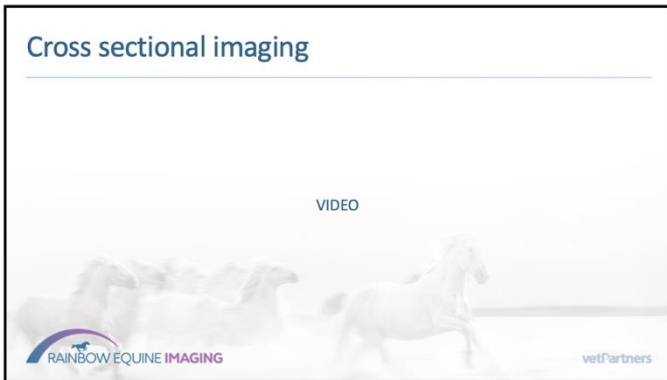 Cross sectional imaging
VIDEO
RAINBOW EQUINE IMAGING
vetPartners